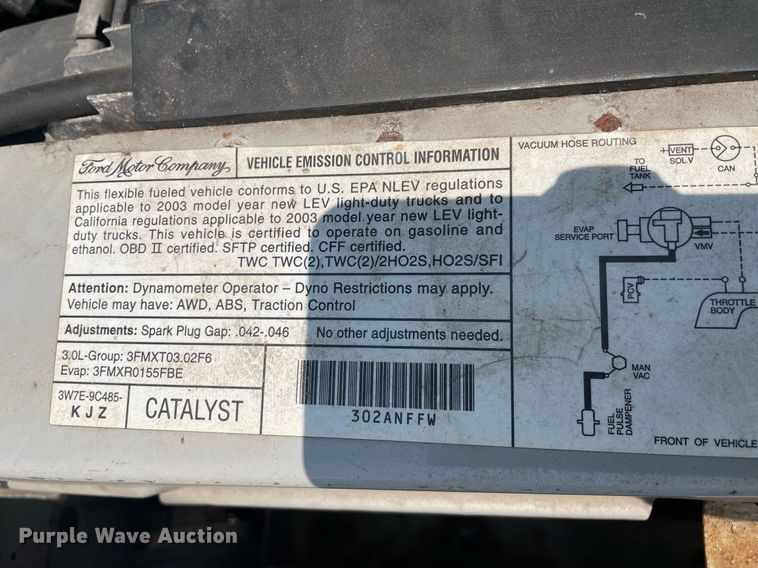 Ford Motor Company
VEHICLE EMISSION CONTROL INFORMATION
This flexible fueled vehicle conforms to U.S. EPA NLEV regulations
applicable to 2003 model year new LEV light-duty trucks and to
California regulations applicable to 2003 model year new LEV light-
duty trucks. This vehicle is certified to operate on gasoline and
ethanol. OBD II certified. SFTP certified. CFF certified.
TWC TWC(2),TWC(2)/2HO2S,HO2S/SFI
Attention: Dynamometer Operator – Dyno Restrictions may apply.
Vehicle may have: AWD, ABS, Traction Control
Adjustments: Spark Plug Gap: .042-.046 No other adjustments needed.
3.0L-Group: 3FMXT03.02F6
Evap: 3FMXR0155FBE
3W7E-9C485-
KJZ
CATALYST
302ANFFW
VACUUM HOSE ROUTING
TO
FUEL
TANK
+VENT
SOL V
CAN
EVAP
SERVICE PORT
VMV
PCV
THROTTLE
BODY
MAN
VAC
FUEL
PULSE
DAMPENER
FRONT OF VEHICLE
Purple Wave Auction